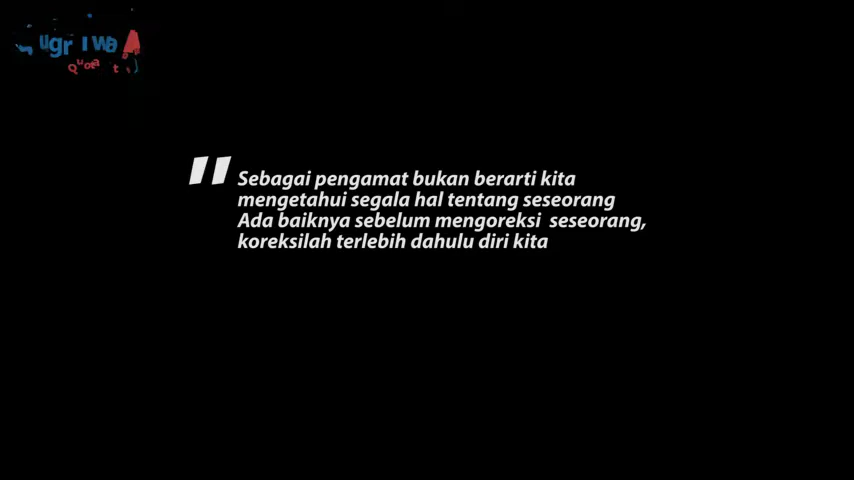 "Sebagai pengamat bukan berarti kita
mengetahui segala hal tentang seseorang
Ada baiknya sebelum mengoreksi seseorang,
koreksilah terlebih dahulu diri kita